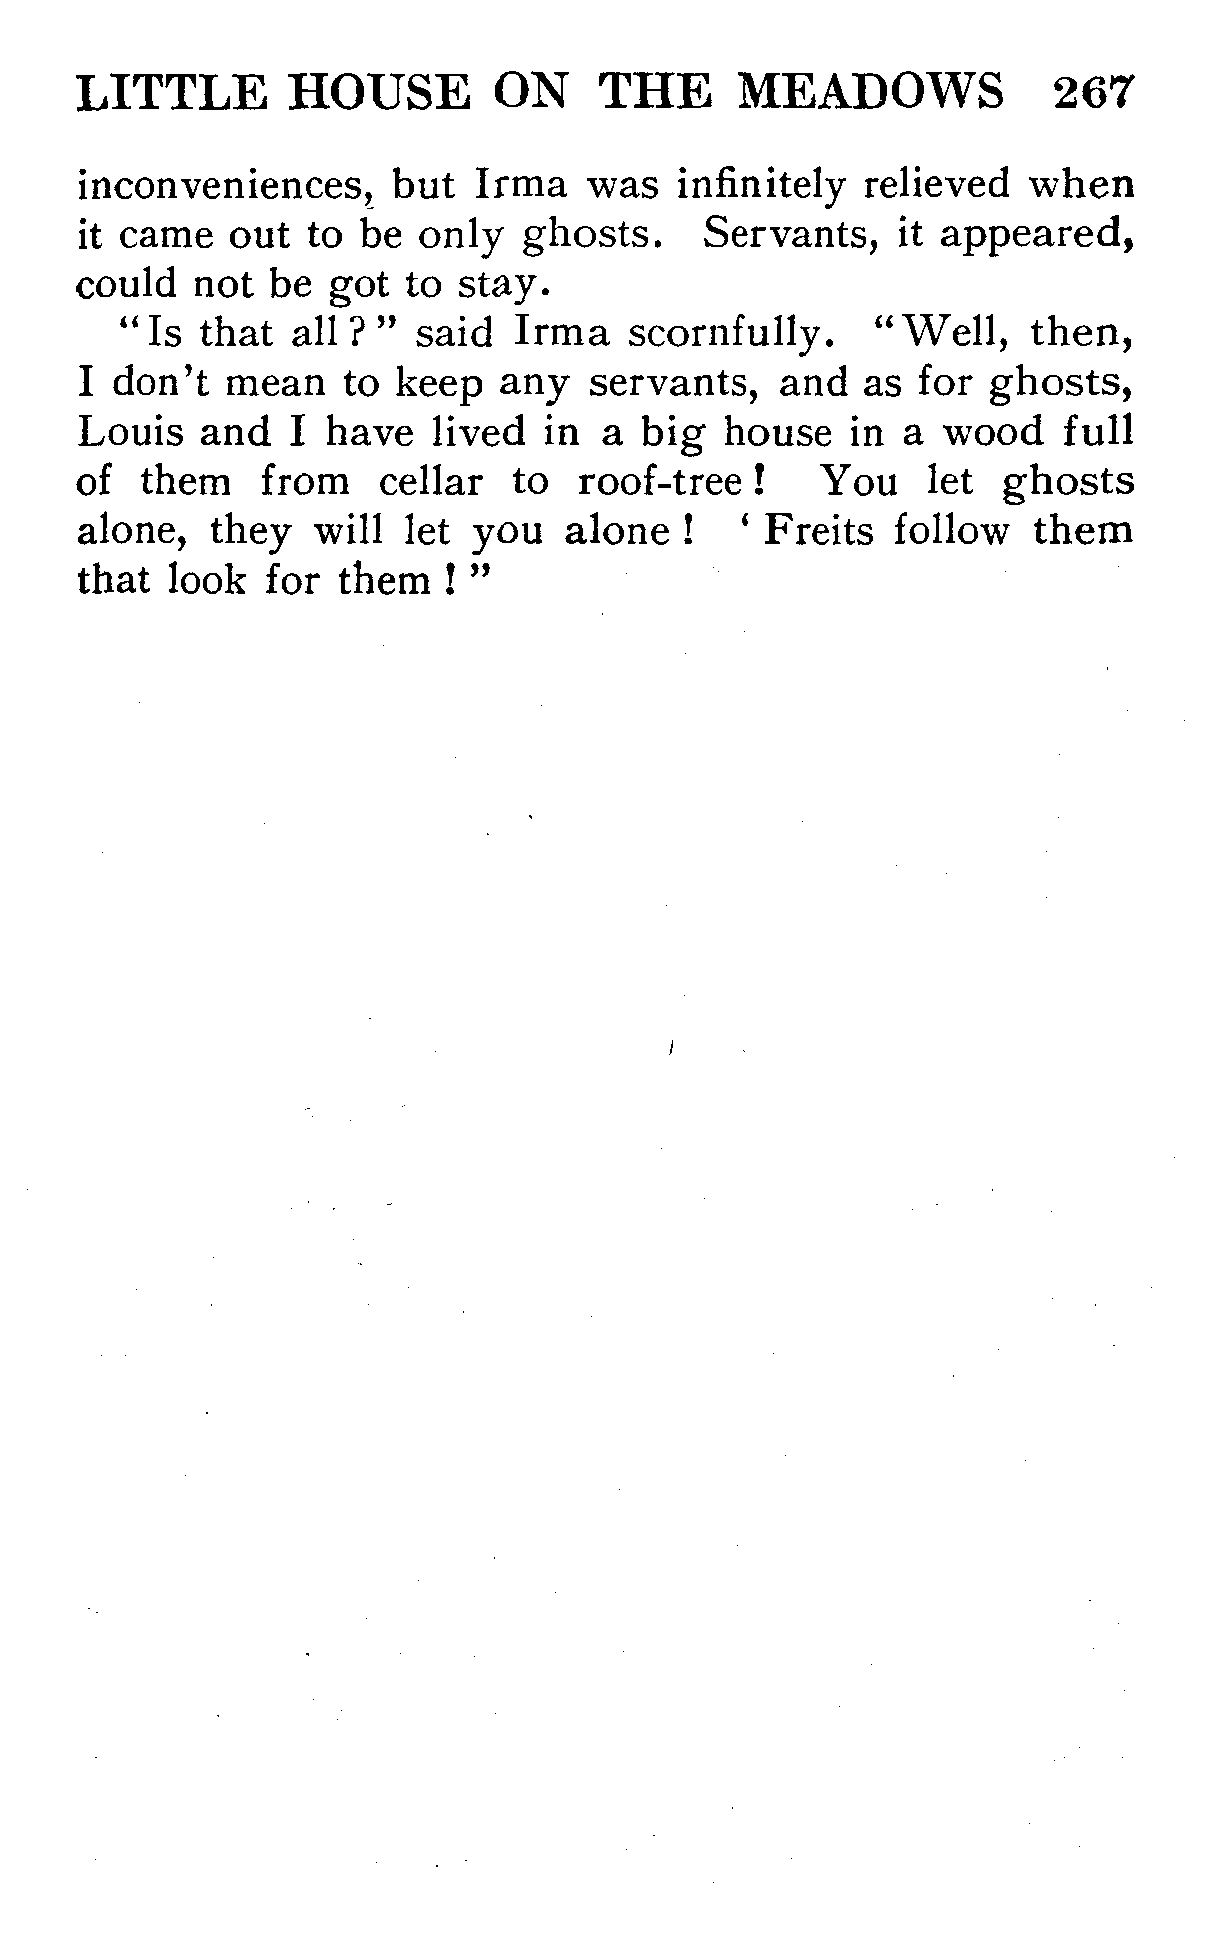 LITTLE HOUSE ON THE MEADOWS 267
inconveniences, but Irma was infinitely relieved when
it came out to be only ghosts. Servants, it appeared,
could not be got to stay.
“Is that all?” said Irma scornfully. “Well, then,
I don't mean to keep any servants, and as for ghosts,
Louis and I have lived in a big house in a wood full
of them from cellar to roof-tree! You let ghosts
alone, they will let you alone! ‘Freits follow them
that look for them!”